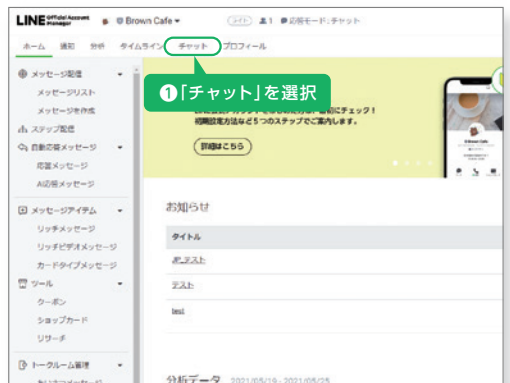 LINE Official Account Manager Brown Cafe ライト 1 応答モード:チャット
ホーム 通知 分析 タイムライン チャット プロフィール
❶「チャット」を選択
メッセージ配信
メッセージリスト
メッセージを作成
ステップ配信
自動応答メッセージ
応答メッセージ
AI応答メッセージ
メッセージアイテム
リッチメッセージ
リッチビデオメッセージ
カードタイプメッセージ
ツール
クーポン
ショップカード
リサーチ
トークルーム管理
にチェック！
初期設定方法など5つのステップでご案内します。
詳細はこちら
お知らせ
タイトル
JP_テスト
テスト
test
分析データ 2021/05/19 - 2021/05/25